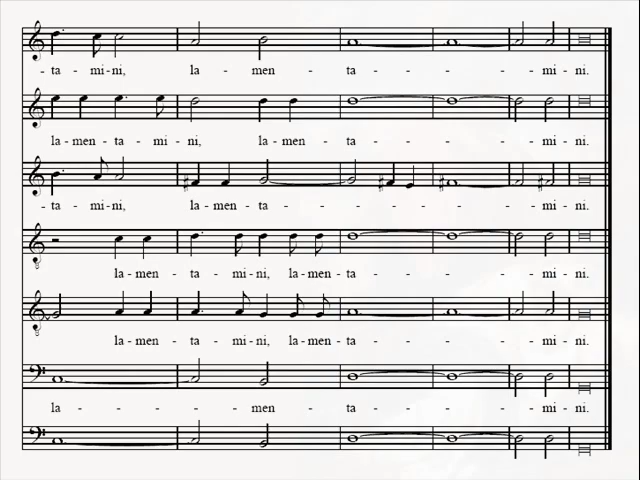 - ta - mi - ni, la - men - ta - - - - mi - ni.
la - men - ta - mi - ni, la - men - ta - - - - mi - ni.
ta - mi - ni, la - men - ta - - - - - mi - ni.
la - men - ta - mi - ni, la - men - ta - - - - mi - ni.
la - men - ta - mi - ni, la - men - ta - - - - mi - ni.
la - - - - - men - ta - - - - mi - ni.